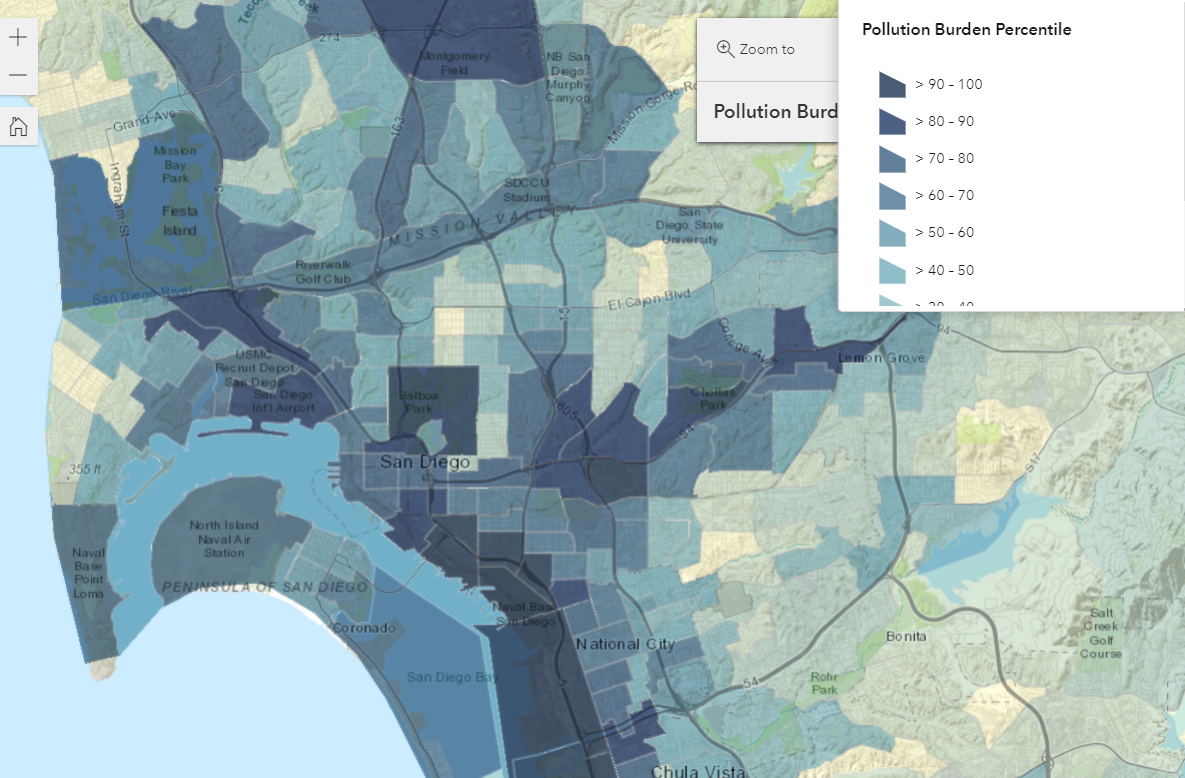 Tecolote Creek
274
Montgomery
Field
NB San
Diego
Murphy
Canyon
Mission Gorge Rd
Zoom to
Pollution Burd
Pollution Burden Percentile
> 90 - 100
> 80 - 90
> 70 - 80
> 60 - 70
> 50 - 60
> 40 - 50
> 30 - 40
Grand-Ave
163
Mission
Bay
Park
Ingraham-St
5
Fiesta
Island
SDCCU
Stadium
MISSION VALLEY
San
Diego State
University
Riverwalk
Golf Club
San Diego River
El-Cajon Blvd
15
College Ave
94
Lemon Grove
USMC
Recruit Depot
San Diego
San Diego
Int'l Airport
Balboa
Park
805
Chollas
Park
94
San Diego
355 ft
S17
North Island
Naval Air
Station
Naval
Base
Point
Loma
PENINSULA OF SAN DIEGO
Coronado
Naval Base
San Diego
National City
San Diego Bay
5
54
Bonita
Rohr
Park
Salt
Creek
Golf
Course
Chula Vista